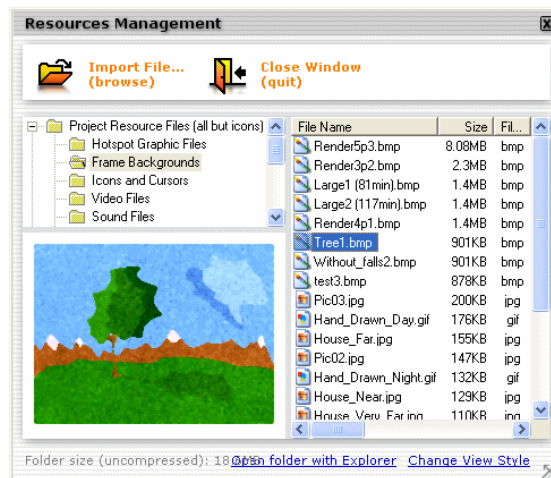 Resources Management
Import File...
(browse)
Close Window
(quit)
Project Resource Files (all but icons)
Hotspot Graphic Files
Frame Backgrounds
Icons and Cursors
Video Files
Sound Files
File Name Size Fil...
Render5p3.bmp 8.08MB bmp
Render3p2.bmp 2.3MB bmp
Large1 (81min).bmp 1.4MB bmp
Large2 (117min).bmp 1.4MB bmp
Render4p1.bmp 1.4MB bmp
Tree1.bmp 901KB bmp
Without_falls2.bmp 901KB bmp
test3.bmp 878KB bmp
Pic03.jpg 200KB jpg
Hand_Drawn_Day.gif 176KB gif
House_Far.jpg 155KB jpg
Pic02.jpg 147KB jpg
Hand_Drawn_Night.gif 132KB gif
House_Near.jpg 129KB jpg
House_Very_Far.jpg 110KB jpg
Folder size (uncompressed): Open folder with Explorer Change View Style